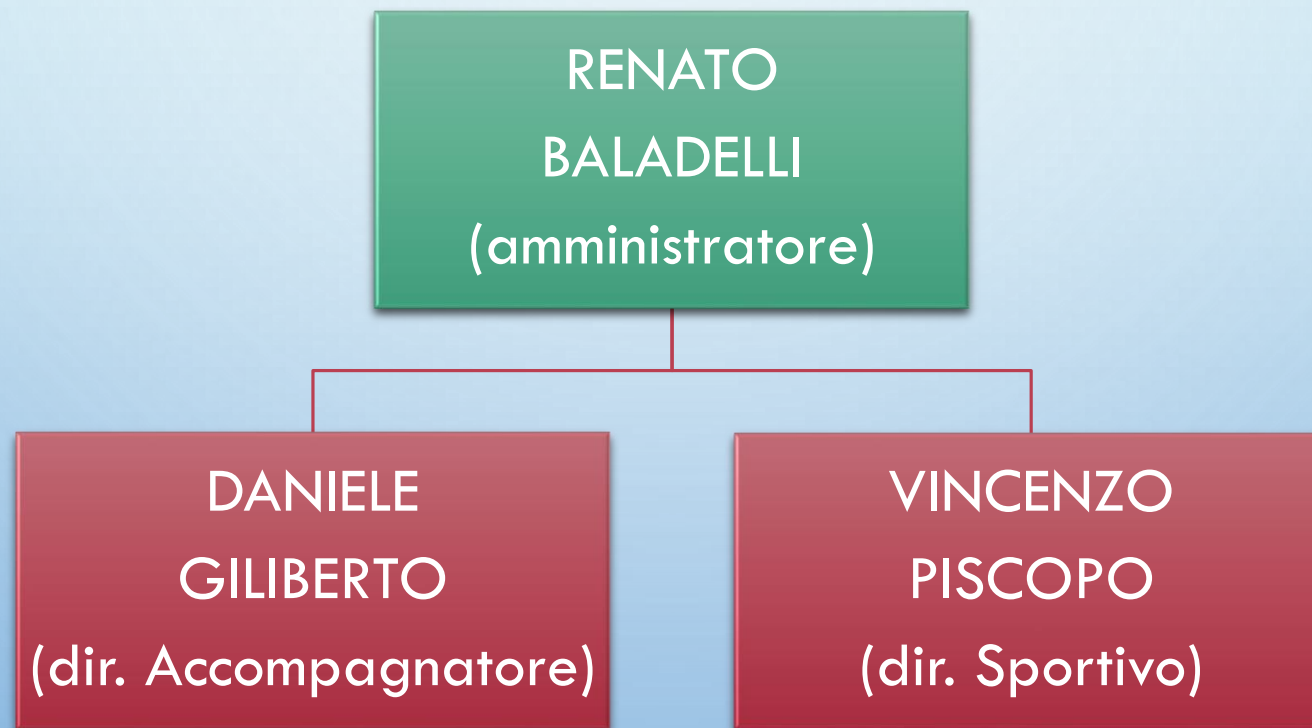 RENATO
BALADELLI
(amministratore)
DANIELE
GILIBERTO
(dir. Accompagnatore)
VINCENZO
PISCOPO
(dir. Sportivo)